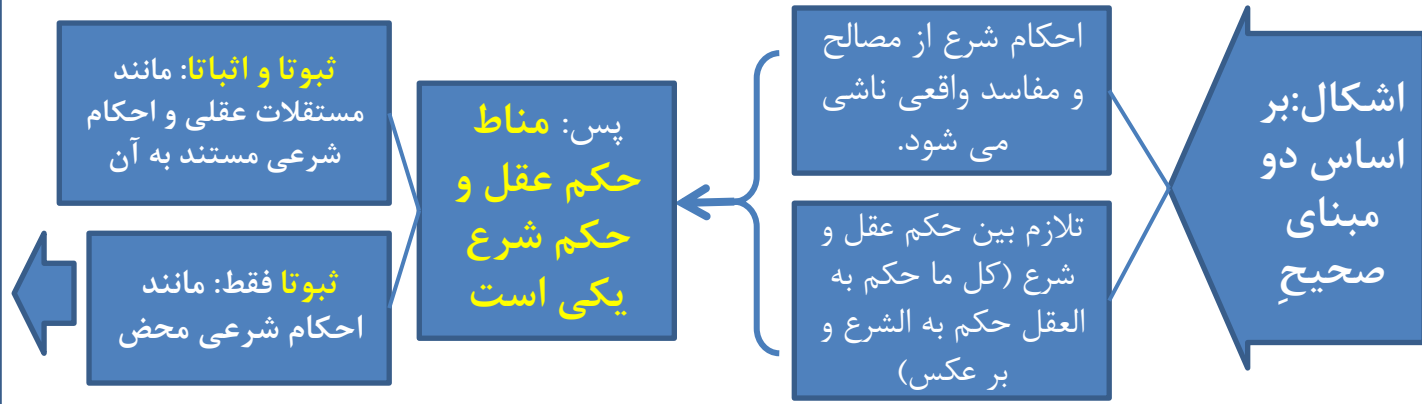 اشکال:بر
اساس دو
مبنای
صحیحِ
احکام شرع از مصالح
و مفاسد واقعی ناشی
می شود.
تلازم بین حکم عقل و
شرع (کل ما حکم به
العقل حکم به الشرع و
بر عکس)
پس: مناط
حکم عقل و
حکم شرع
یکی است
ثبوتا و اثباتا: مانند
مستقلات عقلی و احکام
شرعی مستند به آن
ثبوتا فقط: مانند
احکام شرعی محض